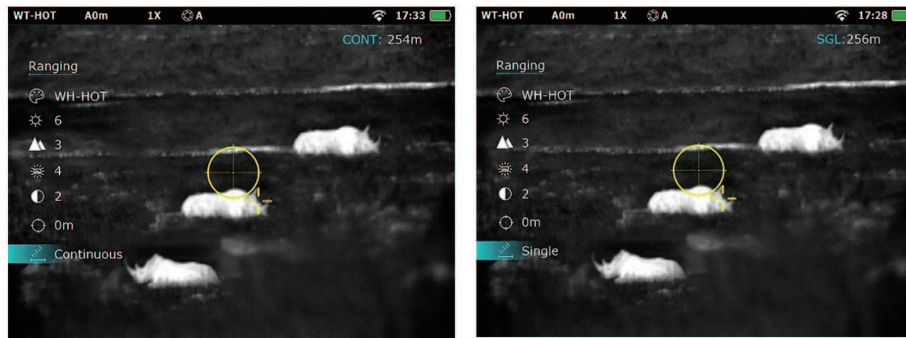 WT-HOT A0m 1X A 17:33
CONT: 254m
Ranging
WH-HOT
6
3
4
2
0m
Continuous
WT-HOT A0m 1X A 17:28
SGL:256m
Ranging
WH-HOT
6
3
4
2
0m
Single